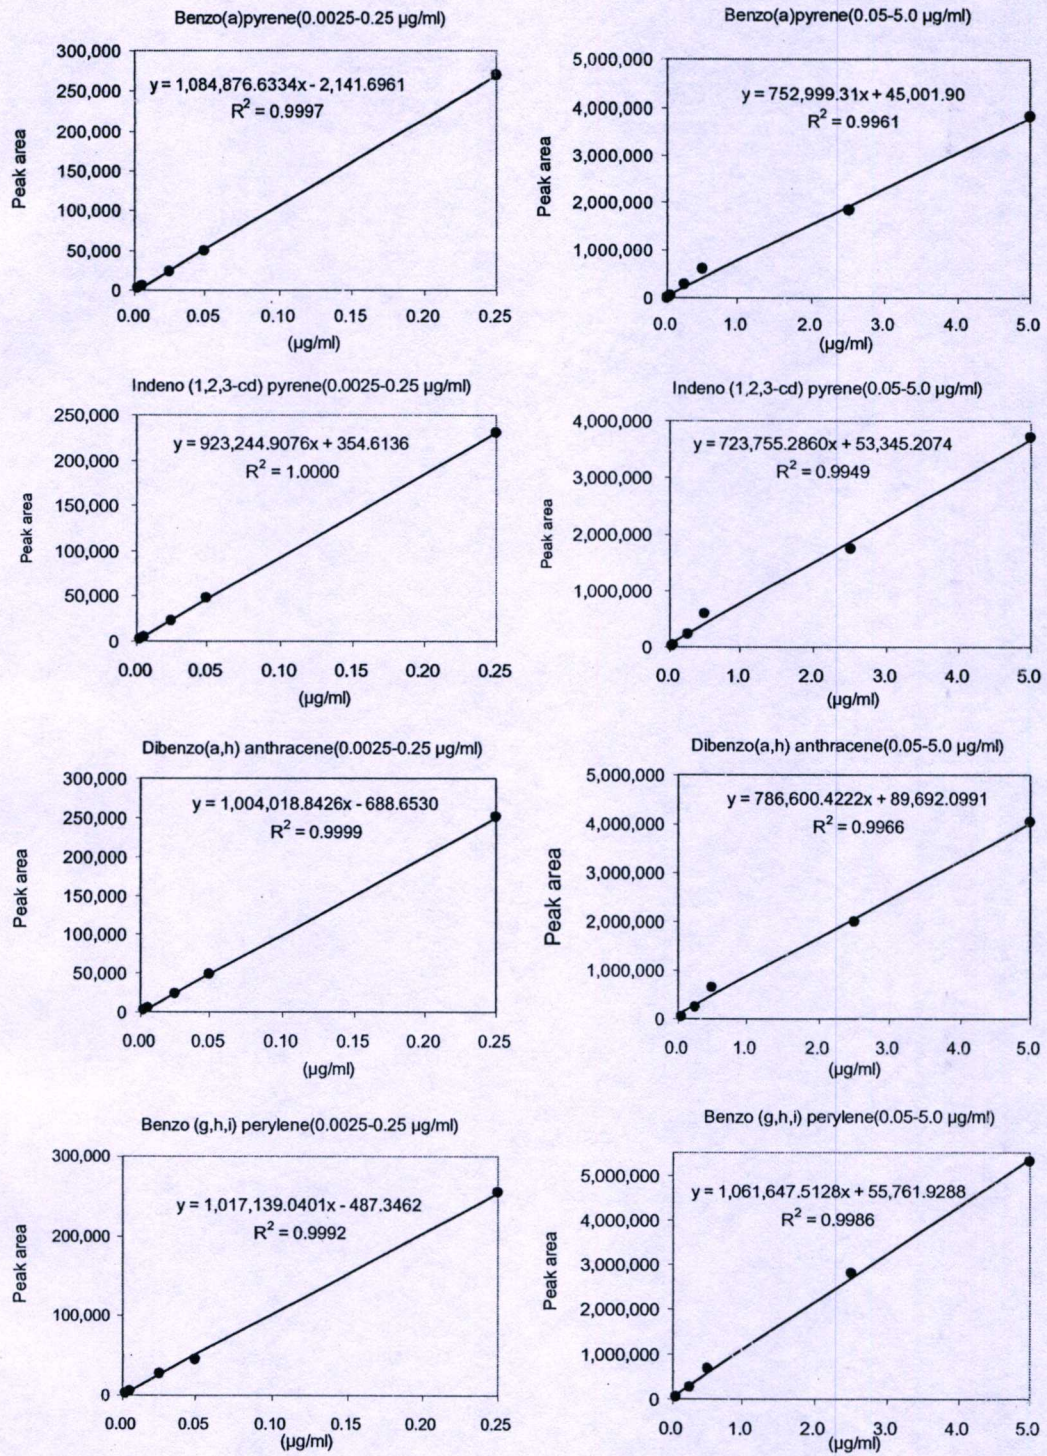 Benzo(a)pyrene(0.0025-0.25 µg/ml)
300,000
250,000
200,000
150,000
100,000
50,000
0
Peak area
y = 1,084,876.6334x - 2,141.6961
R² = 0.9997
0.00 0.05 0.10 0.15 0.20 0.25
(µg/ml)
Benzo(a)pyrene(0.05-5.0 µg/ml)
5,000,000
4,000,000
3,000,000
2,000,000
1,000,000
0
Peak area
y = 752,999.31x + 45,001.90
R² = 0.9961
0.0 1.0 2.0 3.0 4.0 5.0
(µg/ml)
Indeno (1,2,3-cd) pyrene(0.0025-0.25 µg/ml)
250,000
200,000
150,000
100,000
50,000
0
Peak area
y = 923,244.9076x + 354.6136
R² = 1.0000
0.00 0.05 0.10 0.15 0.20 0.25
(µg/ml)
Indeno (1,2,3-cd) pyrene(0.05-5.0 µg/ml)
4,000,000
3,000,000
2,000,000
1,000,000
0
Peak area
y = 723,755.2860x + 53,345.2074
R² = 0.9949
0.0 1.0 2.0 3.0 4.0 5.0
(µg/ml)
Dibenzo(a,h) anthracene(0.0025-0.25 µg/ml)
300,000
250,000
200,000
150,000
100,000
50,000
0
Peak area
y = 1,004,018.8426x - 688.6530
R² = 0.9999
0.00 0.05 0.10 0.15 0.20 0.25
(µg/ml)
Dibenzo(a,h) anthracene(0.05-5.0 µg/ml)
5,000,000
4,000,000
3,000,000
2,000,000
1,000,000
0
Peak area
y = 786,600.4222x + 89,692.0991
R² = 0.9966
0.0 1.0 2.0 3.0 4.0 5.0
(µg/ml)
Benzo (g,h,i) perylene(0.0025-0.25 µg/ml)
300,000
200,000
100,000
0
Peak area
y = 1,017,139.0401x - 487.3462
R² = 0.9992
0.00 0.05 0.10 0.15 0.20 0.25
(µg/ml)
Benzo (g,h,i) perylene(0.05-5.0 µg/ml)
5,000,000
4,000,000
3,000,000
2,000,000
1,000,000
0
Peak area
y = 1,061,647.5128x + 55,761.9288
R² = 0.9986
0.0 1.0 2.0 3.0 4.0 5.0
(µg/ml)